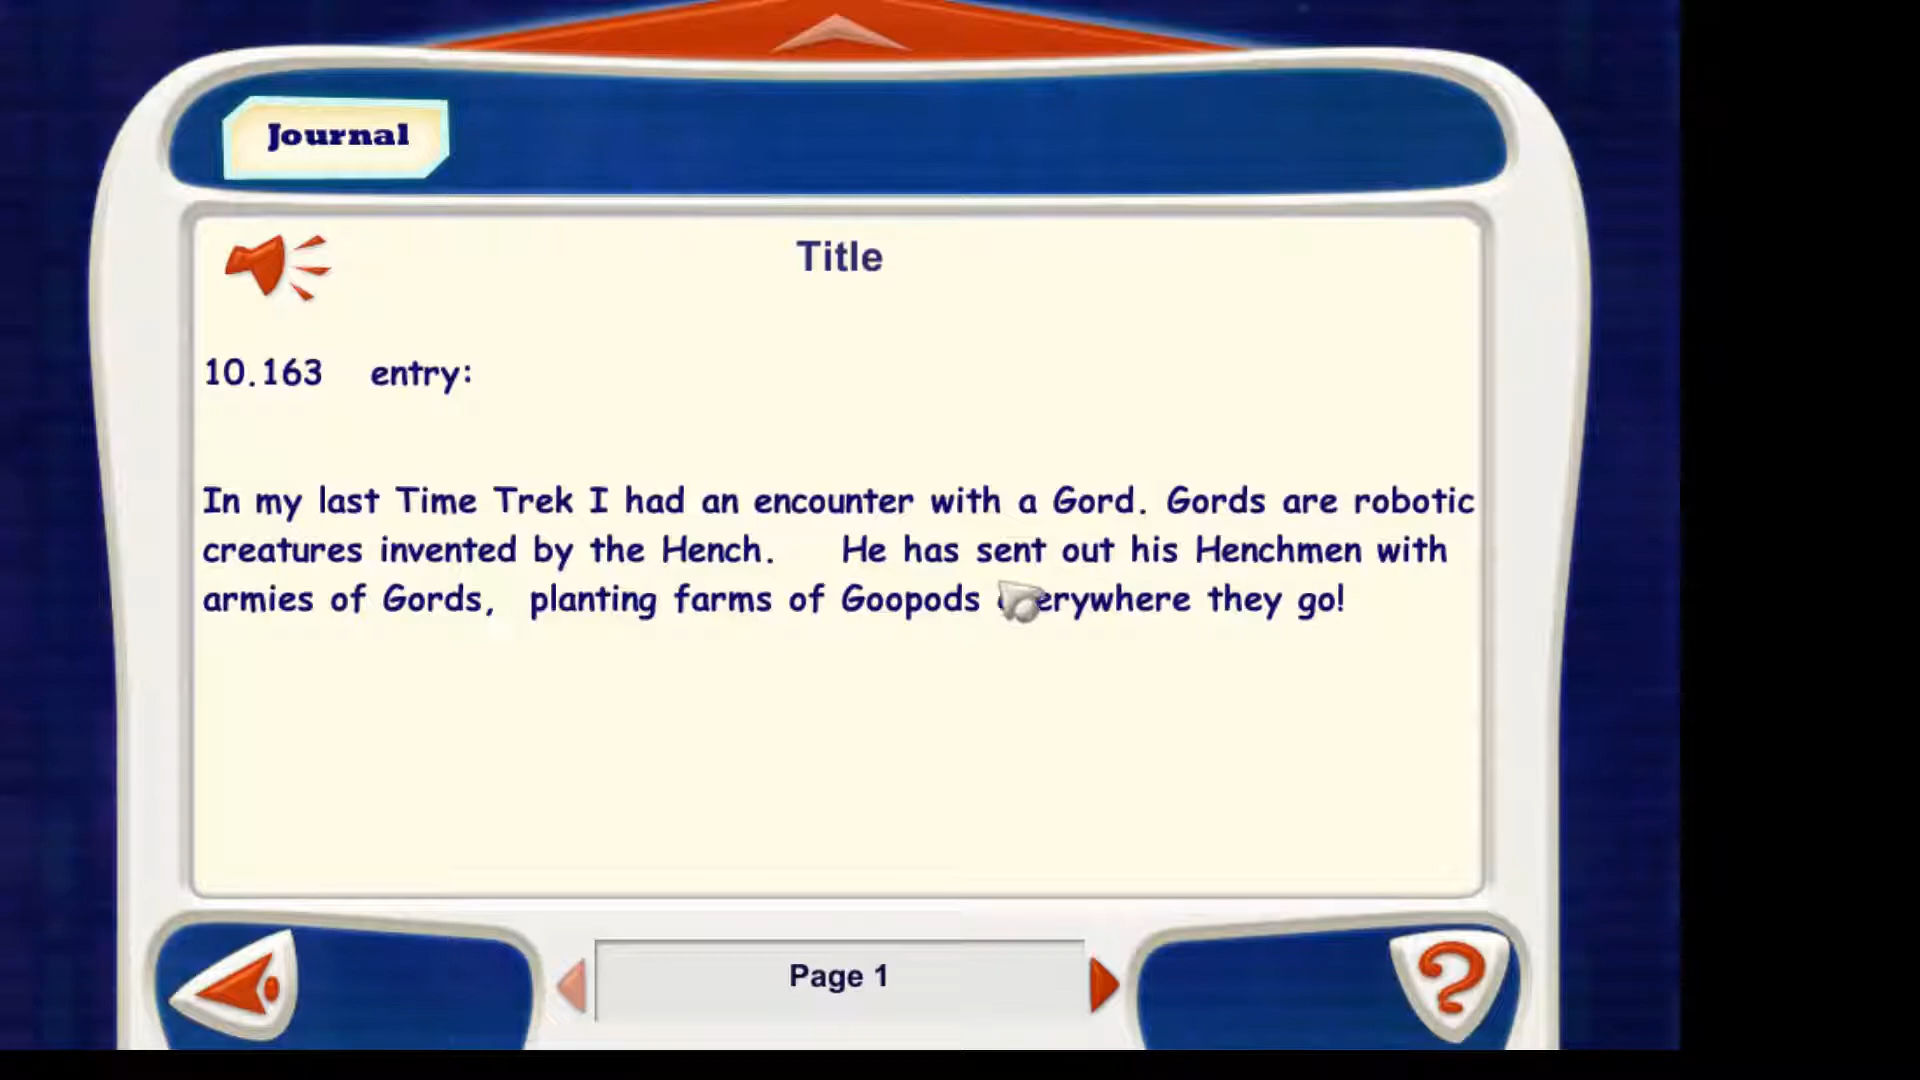 Journal
Title
10.163 entry:
In my last Time Trek I had an encounter with a Gord. Gords are robotic
creatures invented by the Hench. He has sent out his Henchmen with
armies of Gords, planting farms of Goopods everywhere they go!
Page 1
?